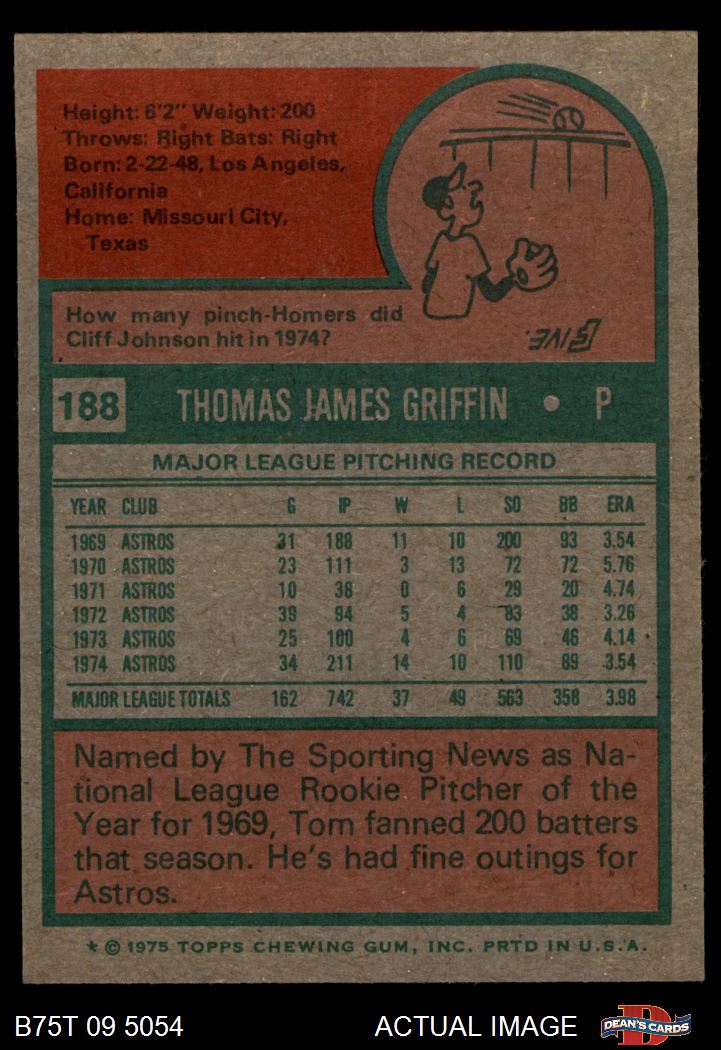 Height: 6'2" Weight: 200
Throws: Right Bats: Right
Born: 2-22-48, Los Angeles,
California
Home: Missouri City,
Texas
How many pinch-Homers did
Cliff Johnson hit in 1974?
FIVE.
188 THOMAS JAMES GRIFFIN • P
MAJOR LEAGUE PITCHING RECORD
YEAR CLUB G IP W L SO BB ERA
1969 ASTROS 31 188 11 10 200 93 3.54
1970 ASTROS 23 111 3 13 72 72 5.76
1971 ASTROS 10 38 0 6 29 20 4.74
1972 ASTROS 39 94 5 4 83 38 3.26
1973 ASTROS 25 100 4 6 69 46 4.14
1974 ASTROS 34 211 14 10 110 89 3.54
MAJOR LEAGUE TOTALS 162 742 37 49 563 358 3.98
Named by The Sporting News as Na-
tional League Rookie Pitcher of the
Year for 1969, Tom fanned 200 batters
that season. He's had fine outings for
Astros.
* © 1975 TOPPS CHEWING GUM, INC. PRTD IN U.S.A.
B75T 09 5054 ACTUAL IMAGE DEAN'S CARDS